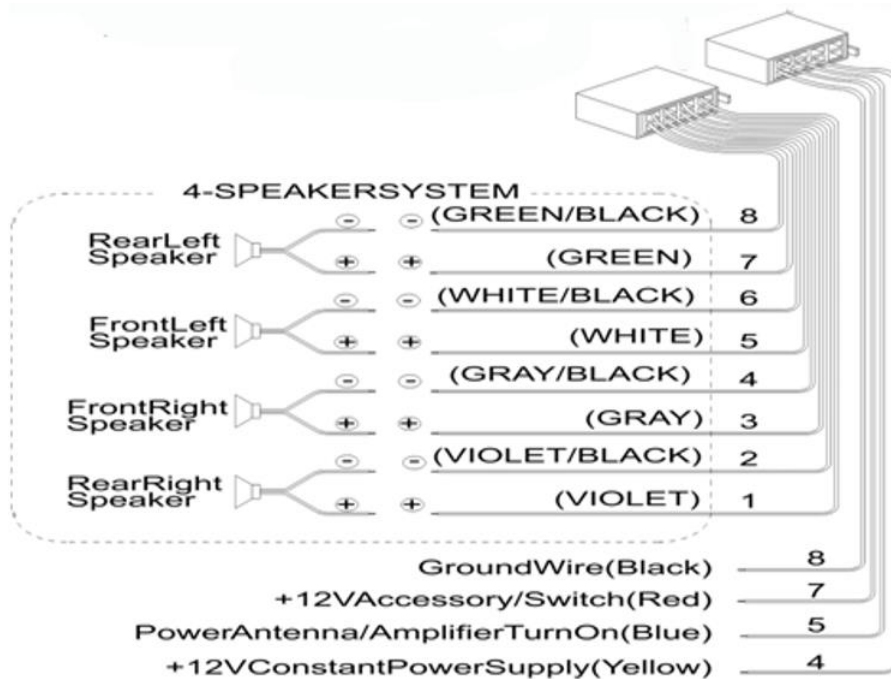 4-SPEAKERSYSTEM
RearLeft
Speaker
- - (GREEN/BLACK) 8
+ + (GREEN) 7
FrontLeft
Speaker
- - (WHITE/BLACK) 6
+ + (WHITE) 5
FrontRight
Speaker
- - (GRAY/BLACK) 4
+ + (GRAY) 3
RearRight
Speaker
- - (VIOLET/BLACK) 2
+ + (VIOLET) 1
GroundWire(Black) 8
+12VAccessory/Switch(Red) 7
PowerAntenna/AmplifierTurnOn(Blue) 5
+12VConstantPowerSupply(Yellow) 4